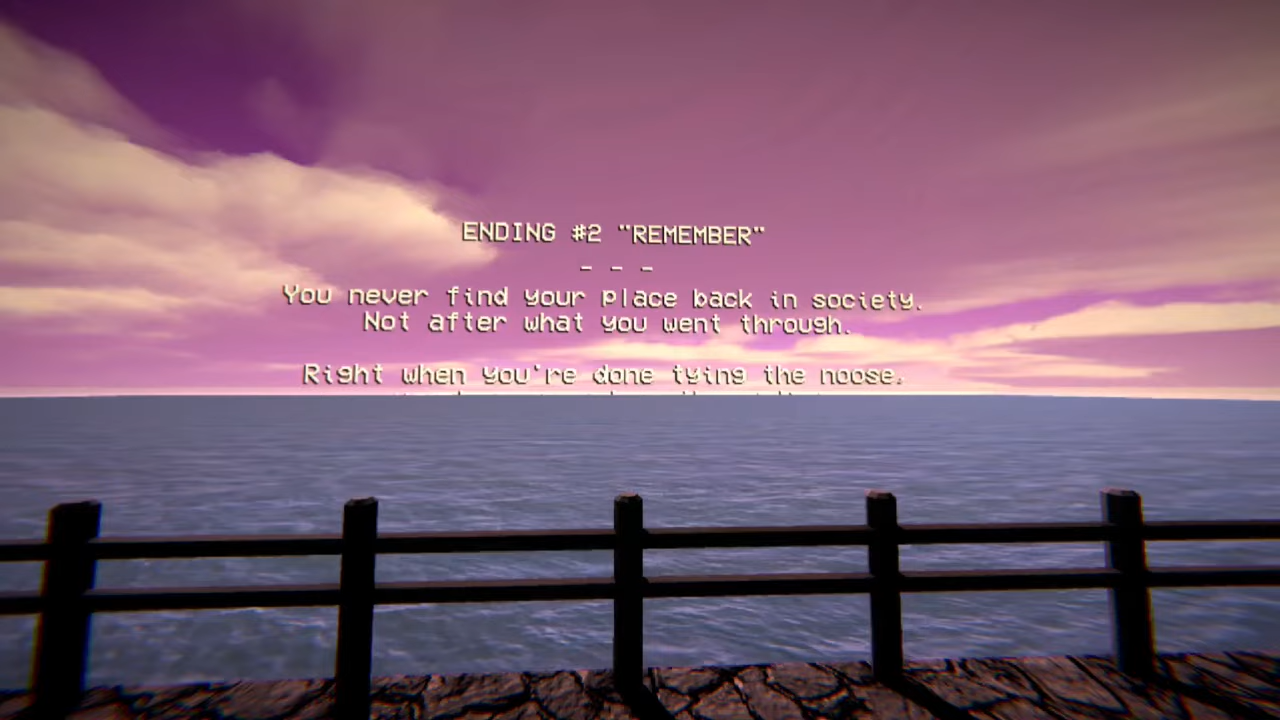 ENDING #2 "REMEMBER"
- - -
You never find your place back in society.
Not after what you went through.
Right when you're done tying the noose.